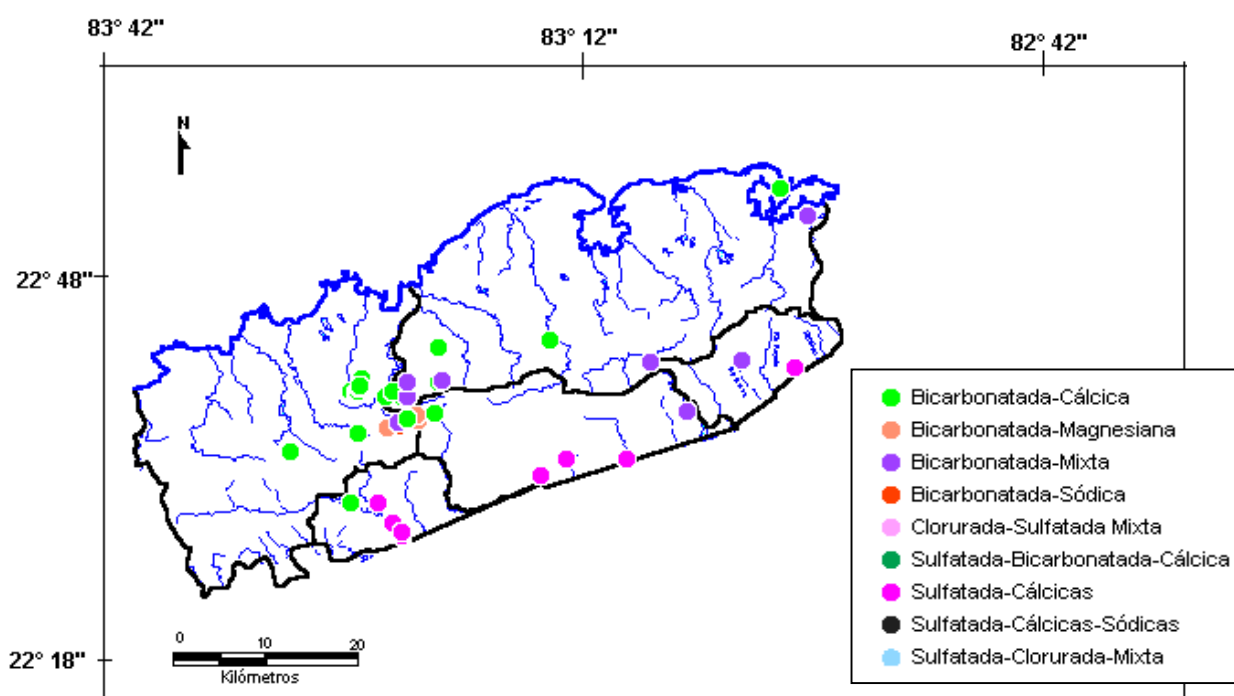 83° 42"
83° 12"
82° 42"
N
22° 48"
22° 18"
0 10 20
Kilómetros
Bicarbonatada-Cálcica
Bicarbonatada-Magnesiana
Bicarbonatada-Mixta
Bicarbonatada-Sódica
Clorurada-Sulfatada Mixta
Sulfatada-Bicarbonatada-Cálcica
Sulfatada-Cálcicas
Sulfatada-Cálcicas-Sódicas
Sulfatada-Clorurada-Mixta